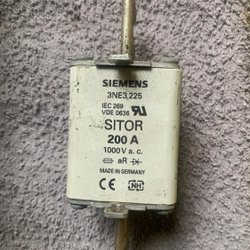 SIEMENS
3NE3 225
IEC 269
VDE 0636
SITOR
200 A
1000 V a. c.
aR
MADE IN GERMANY
CE NH